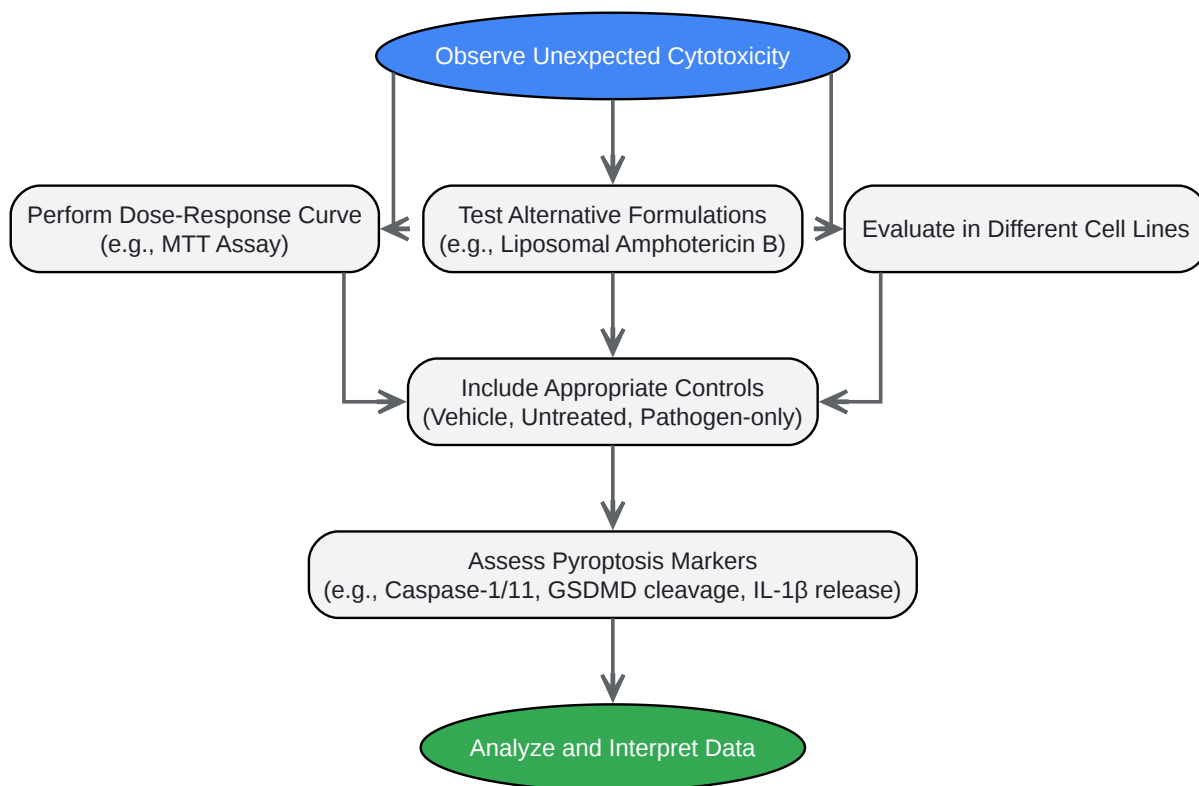 Observe Unexpected Cytotoxicity
Perform Dose-Response Curve
(e.g., MTT Assay)
Test Alternative Formulations
(e.g., Liposomal Amphotericin B)
Evaluate in Different Cell Lines
Include Appropriate Controls
(Vehicle, Untreated, Pathogen-only)
Assess Pyroptosis Markers
(e.g., Caspase-1/11, GSDMD cleavage, IL-1β release)
Analyze and Interpret Data